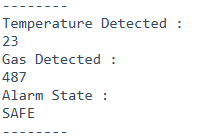 --------
Temperature Detected :
23
Gas Detected :
487
Alarm State :
SAFE
--------